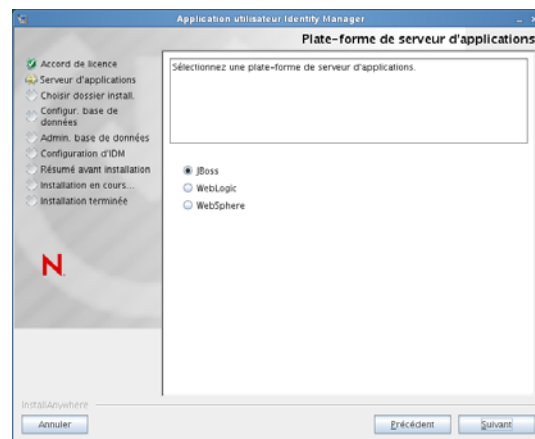 Application utilisateur Identity Manager
Plate-forme de serveur d'applications
Accord de licence
Serveur d'applications
Choisir dossier install.
Configur. base de
données
Admin. base de données
Configuration d'IDM
Résumé avant installation
Installation en cours...
Installation terminée
N
Sélectionnez une plate-forme de serveur d'applications.
JBoss
WebLogic
WebSphere
InstallAnywhere
Annuler
Précédent
Suivant